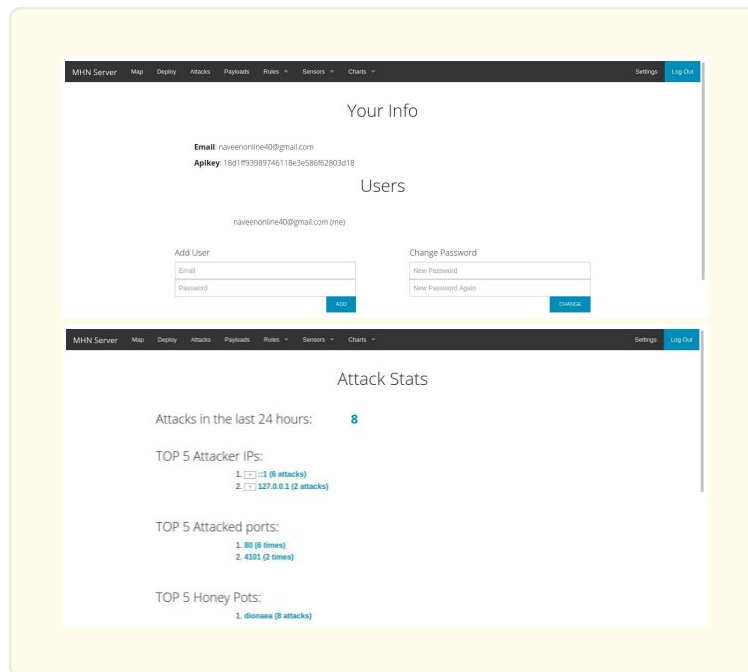 MHN Server Map Deploy Attacks Payloads Rules Sensors Charts Settings Log Out
Your Info
Email: naveenonline40@gmail.com
Apikey: 18d1ff93989746118e3e586f62803d18
Users
naveenonline40@gmail.com (me)
Add User
Email
Password
ADD
Change Password
New Password
New Password Again
CHANGE
MHN Server Map Deploy Attacks Payloads Rules Sensors Charts Settings Log Out
Attack Stats
Attacks in the last 24 hours: 8
TOP 5 Attacker IPs:
1. ::1 (6 attacks)
2. 127.0.0.1 (2 attacks)
TOP 5 Attacked ports:
1. 80 (6 times)
2. 4101 (2 times)
TOP 5 Honey Pots:
1. dionaea (8 attacks)